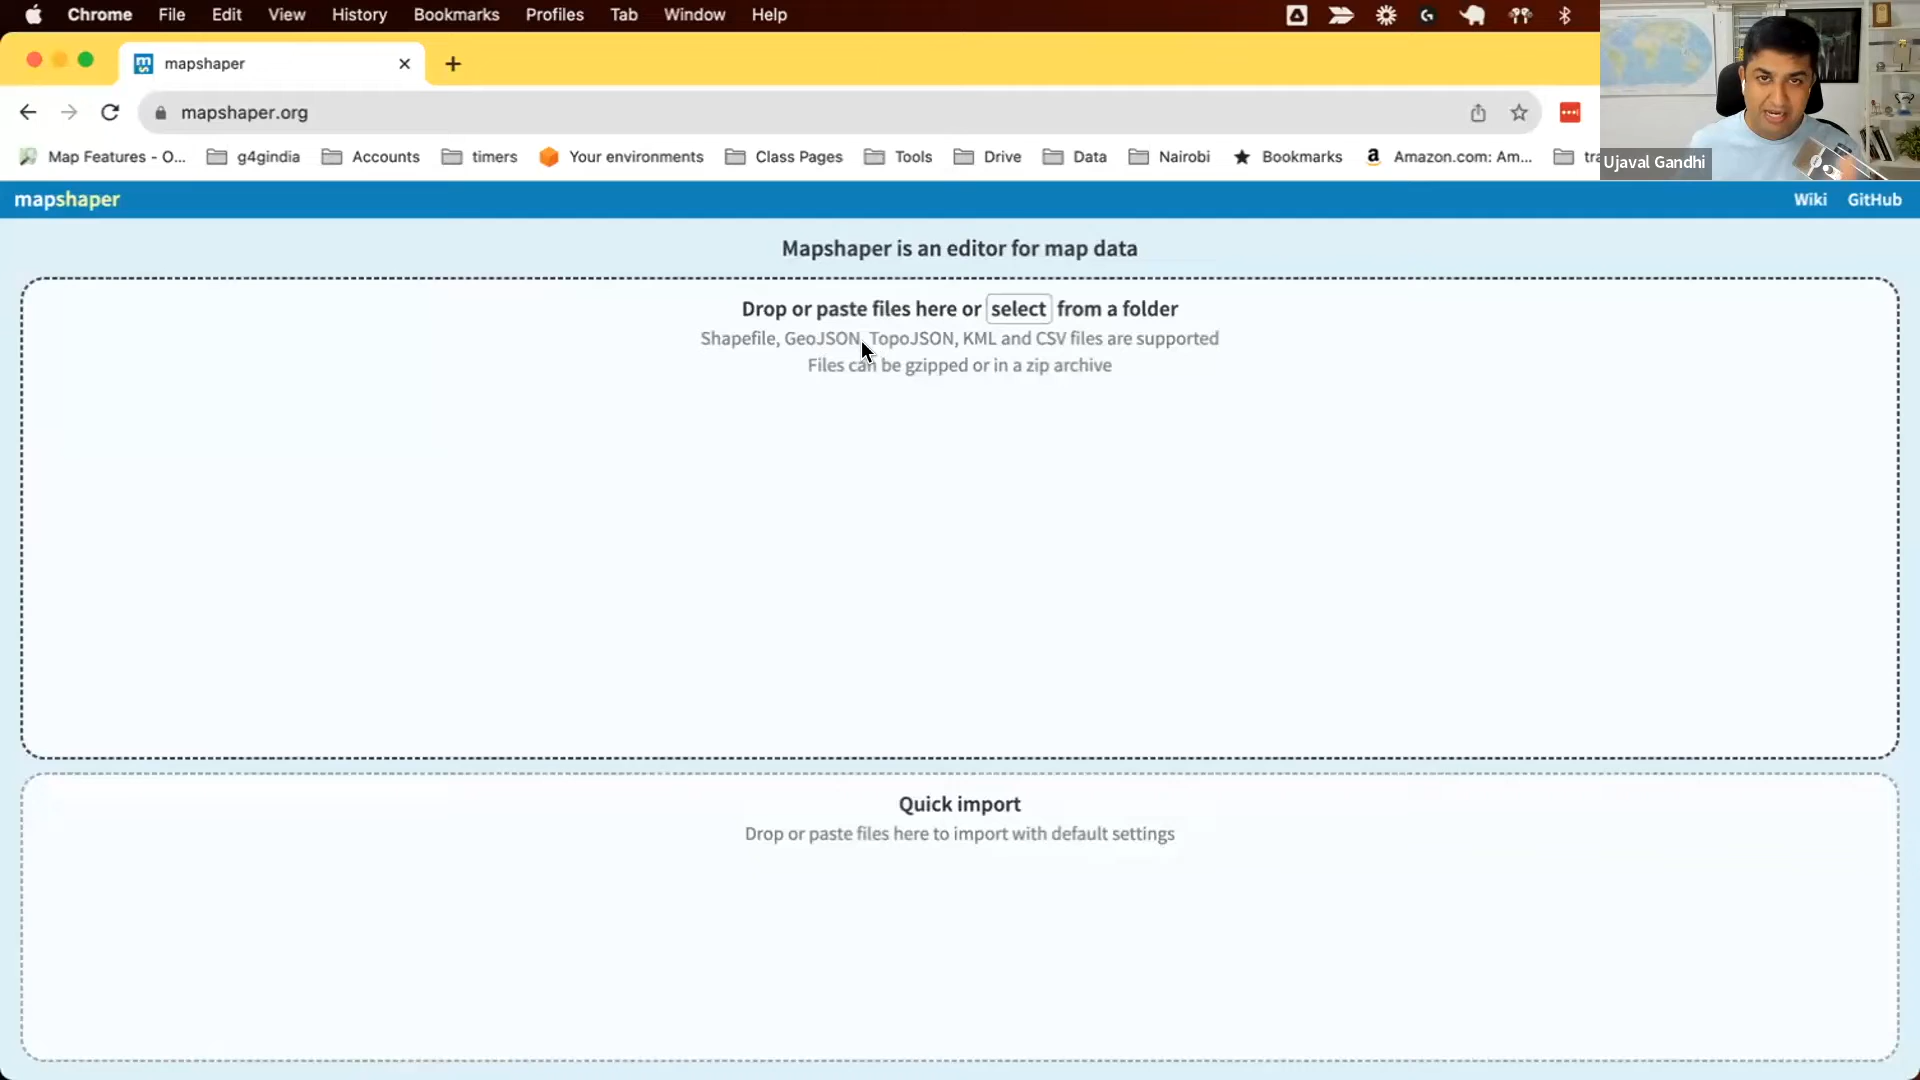 Chrome File Edit View History Bookmarks Profiles Tab Window Help
mapshaper
mapshaper.org
Map Features - O... g4gindia Accounts timers Your environments Class Pages Tools Drive Data Nairobi Bookmarks Amazon.com: Am... tra
Ujaval Gandhi
mapshaper Wiki GitHub
Mapshaper is an editor for map data
Drop or paste files here or select from a folder
Shapefile, GeoJSON, TopoJSON, KML and CSV files are supported
Files can be gzipped or in a zip archive
Quick import
Drop or paste files here to import with default settings